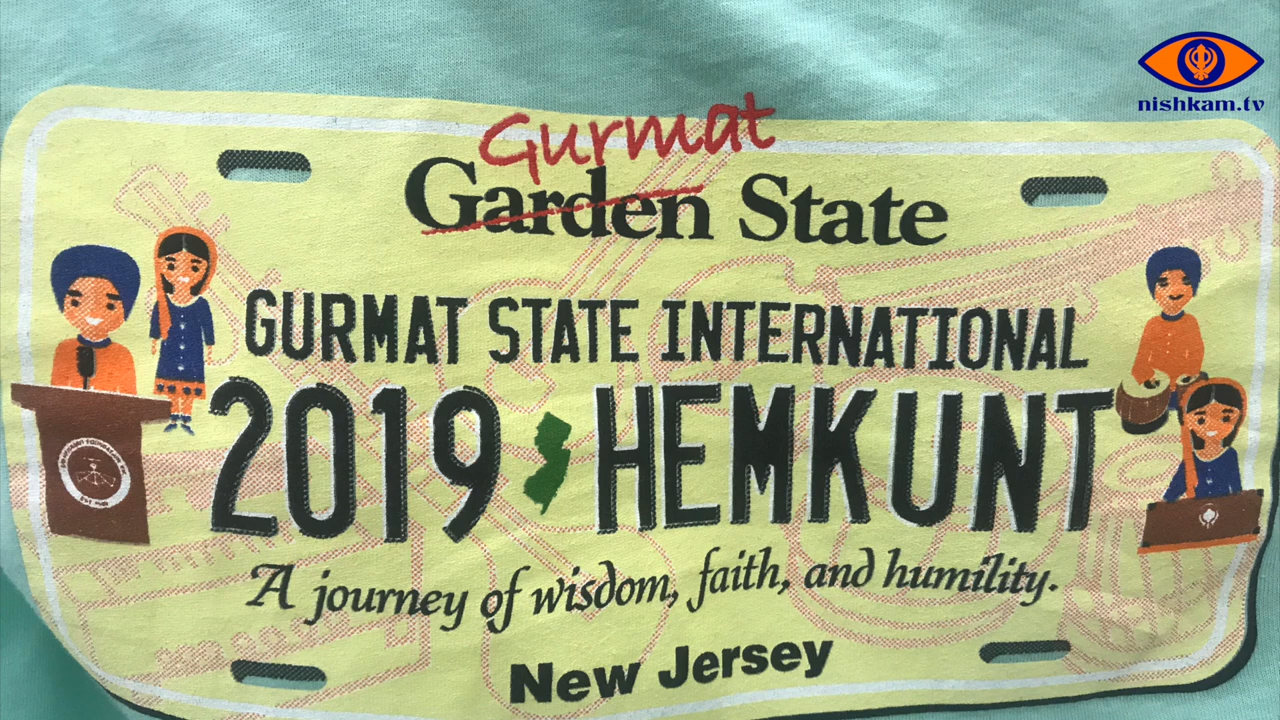 nishkam.tv
Gurmat
Garden State
GURMAT STATE INTERNATIONAL
2019 HEMKUNT
A journey of wisdom, faith, and humility.
New Jersey